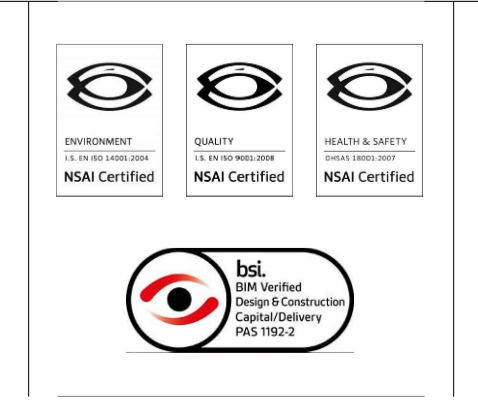 ENVIRONMENT
I.S. EN ISO 14001:2004
NSAI Certified
QUALITY
I.S. EN ISO 9001:2008
NSAI Certified
HEALTH & SAFETY
OHSAS 18001:2007
NSAI Certified
bsi.
BIM Verified
Design & Construction
Capital/Delivery
PAS 1192-2